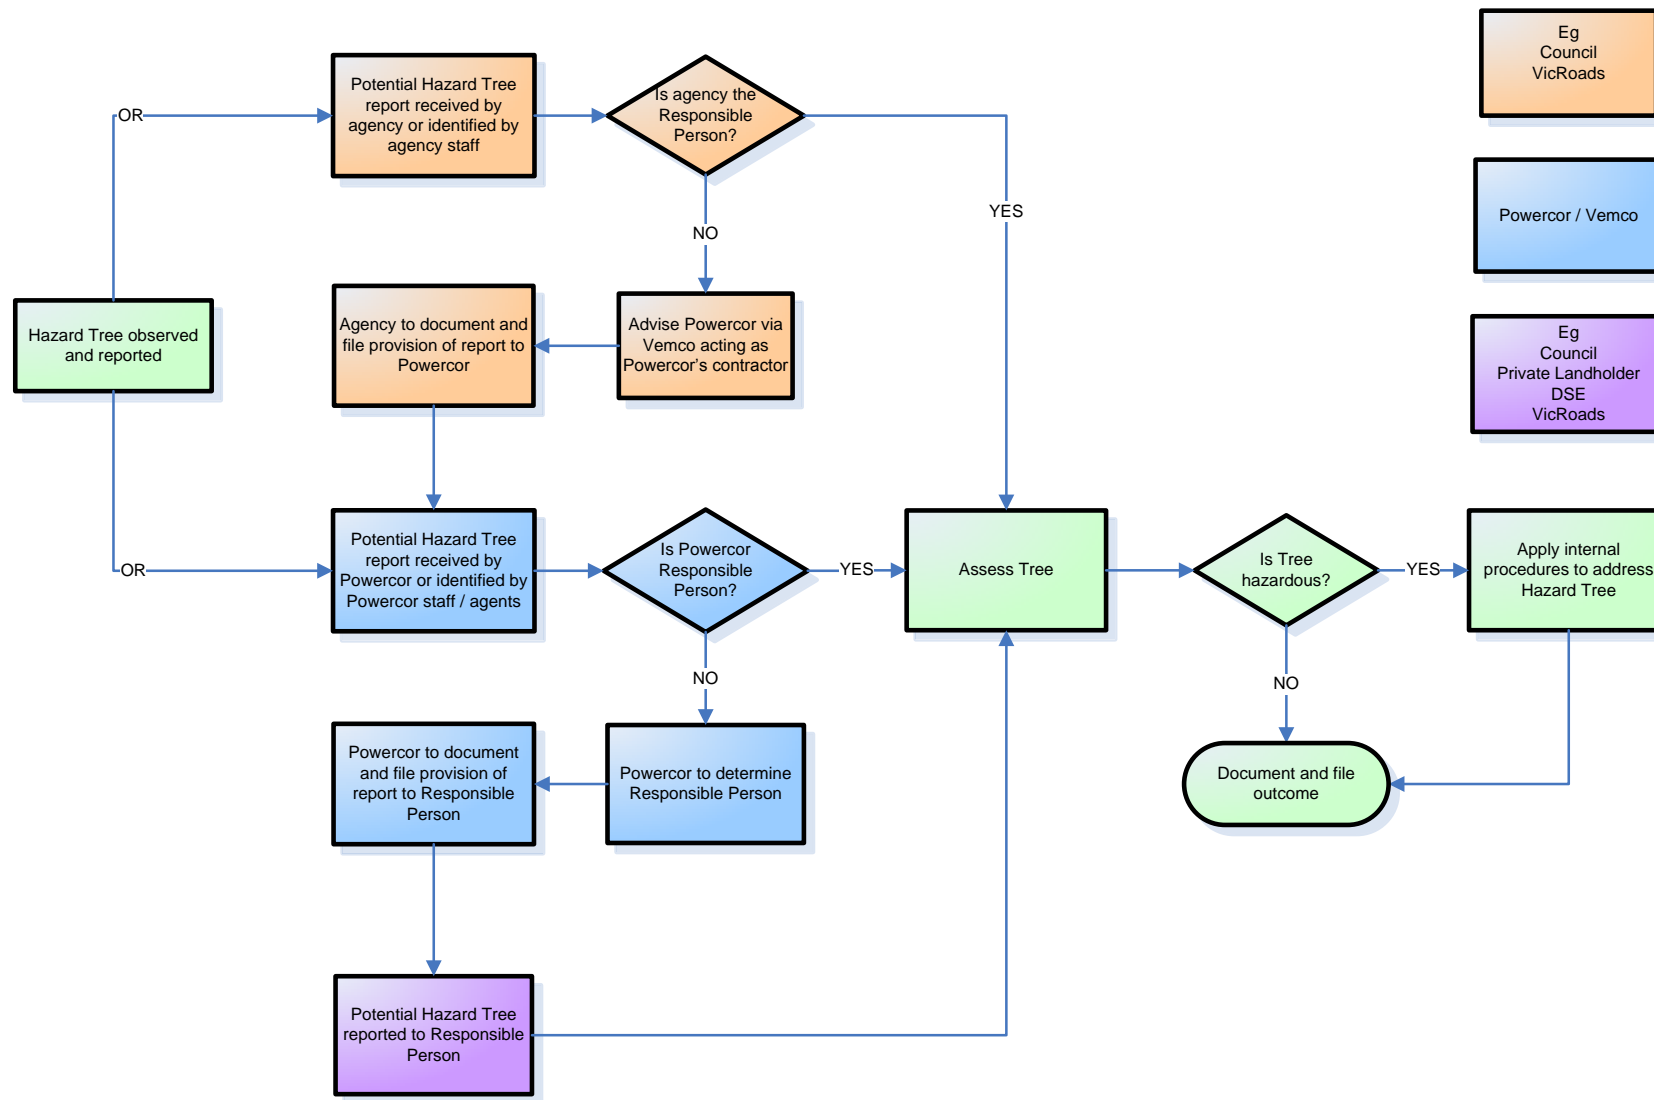 Eg
Council
VicRoads
Potential Hazard Tree
report received by
agency or identified by
agency staff
Is agency the
Responsible
Person?
OR
YES
Powercor / Vemco
NO
Hazard Tree observed
and reported
Agency to document and
file provision of report to
Powercor
Advise Powercor via
Vemco acting as
Powercor's contractor
Eg
Council
Private Landholder
DSE
VicRoads
OR
Potential Hazard Tree
report received by
Powercor or identified by
Powercor staff / agents
Is Powercor
Responsible
Person?
YES
Assess Tree
Is Tree
hazardous?
YES
Apply internal
procedures to address
Hazard Tree
NO
NO
Powercor to document
and file provision of
report to Responsible
Person
Powercor to determine
Responsible Person
Document and file
outcome
Potential Hazard Tree
reported to Responsible
Person